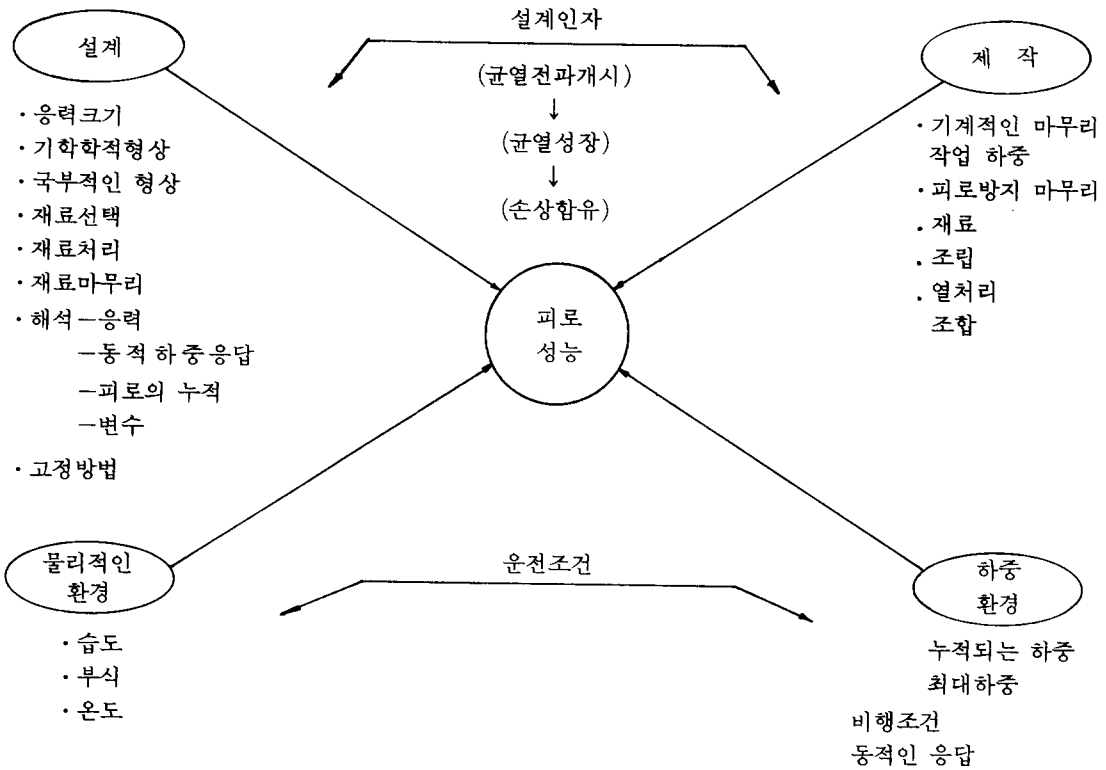 설계인자
설계
제 작
(균열전파개시)
↓
(균열성장)
↓
(손상함유)
· 응력크기
· 기학학적형상
· 국부적인 형상
· 재료선택
· 재료처리
· 재료마무리
· 해석 — 응력
— 동적하중응답
— 피로의 누적
— 변수
· 고정방법
· 기계적인 마무리
작업 하중
· 피로방지 마무리
· 재료
· 조립
· 열처리
조합
피로
성능
물리적인
환경
· 습도
· 부식
· 온도
운전조건
하중
환경
누적되는 하중
최대하중
비행조건
동적인 응답